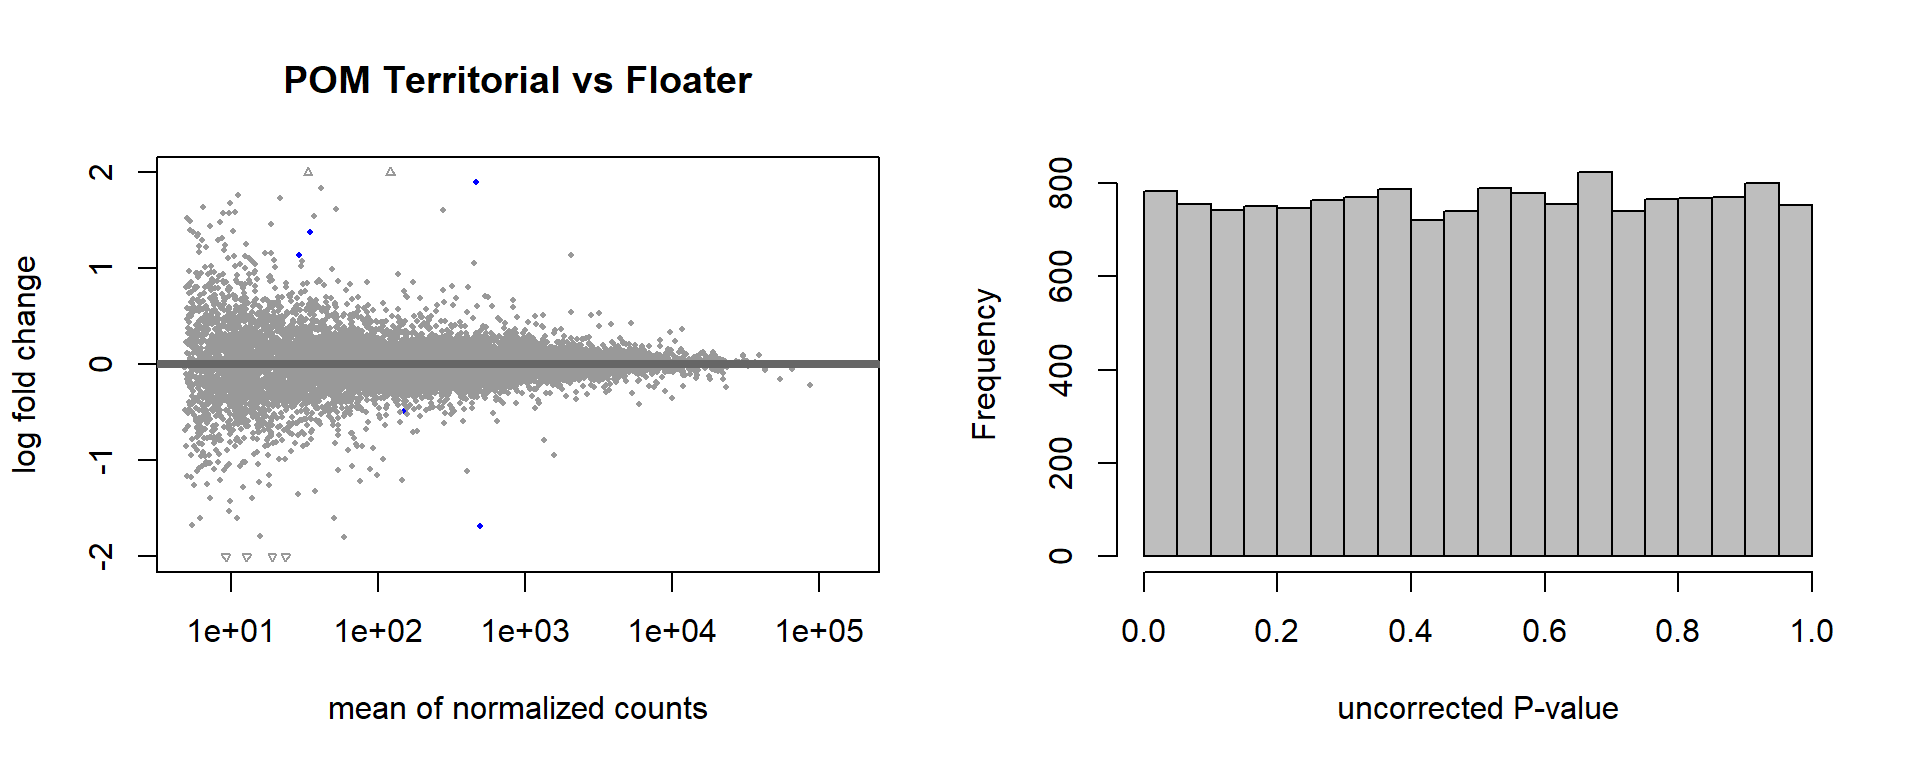 POM Territorial vs Floater
log fold change
2
1
0
-1
-2
1e+01 1e+02 1e+03 1e+04 1e+05
mean of normalized counts
Frequency
800
600
400
200
0
0.0 0.2 0.4 0.6 0.8 1.0
uncorrected P-value